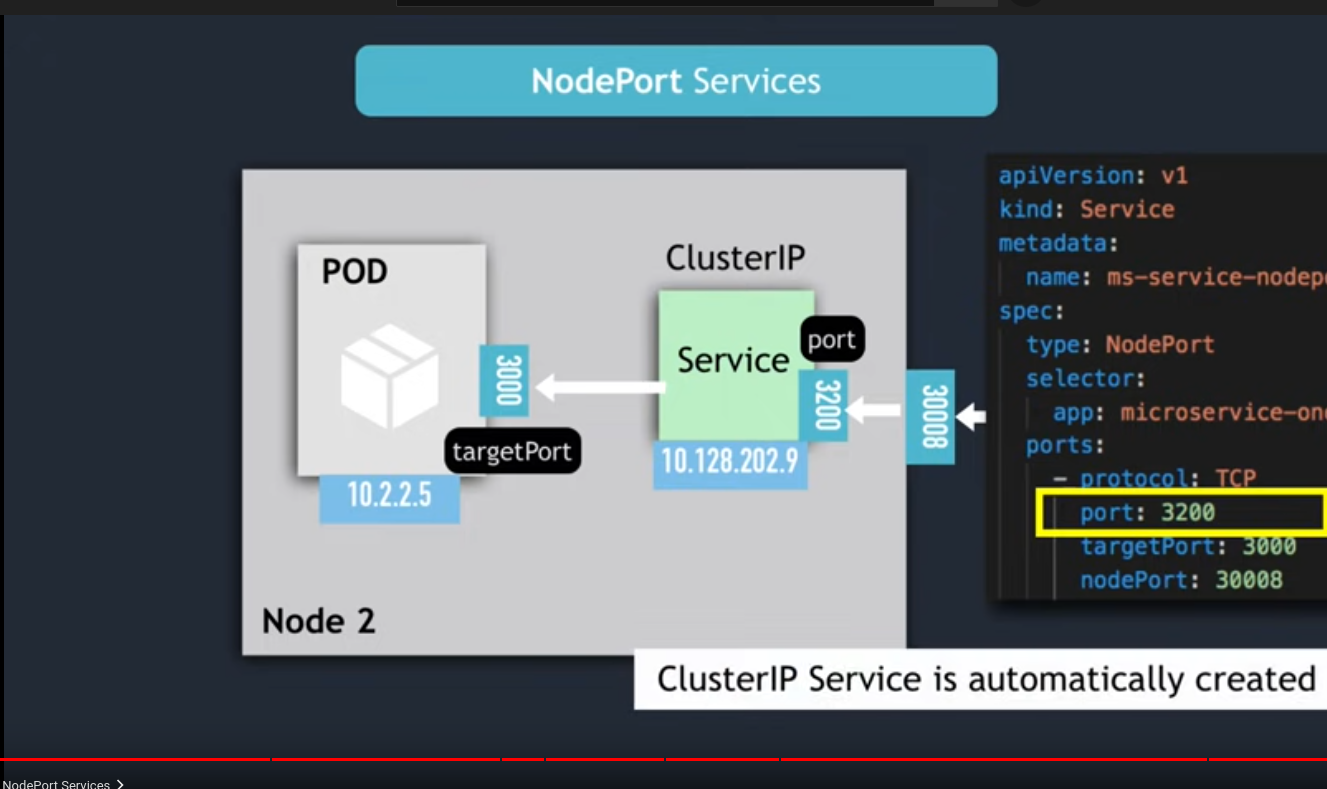 NodePort Services
POD
3000
targetPort
10.2.2.5
ClusterIP
Service
port
3200
10.128.202.9
30008
Node 2
apiVersion: v1
kind: Service
metadata:
name: ms-service-nodep
spec:
type: NodePort
selector:
app: microservice-on
ports:
- protocol: TCP
port: 3200
targetPort: 3000
nodePort: 30008
ClusterIP Service is automatically created
NodePort Services